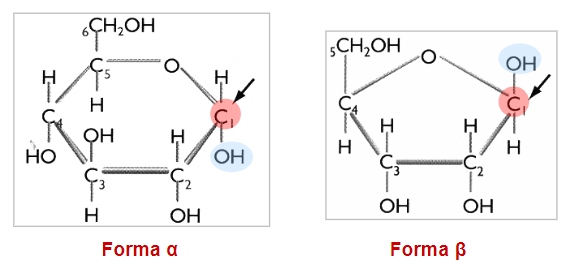 6CH2OH
C5 O
H H
H
C4 C1
OH H
HO OH
C3 C2
H OH
Forma α
5CH2OH
O OH
C4 C1
H H H H
C3 C2
OH OH
Forma β